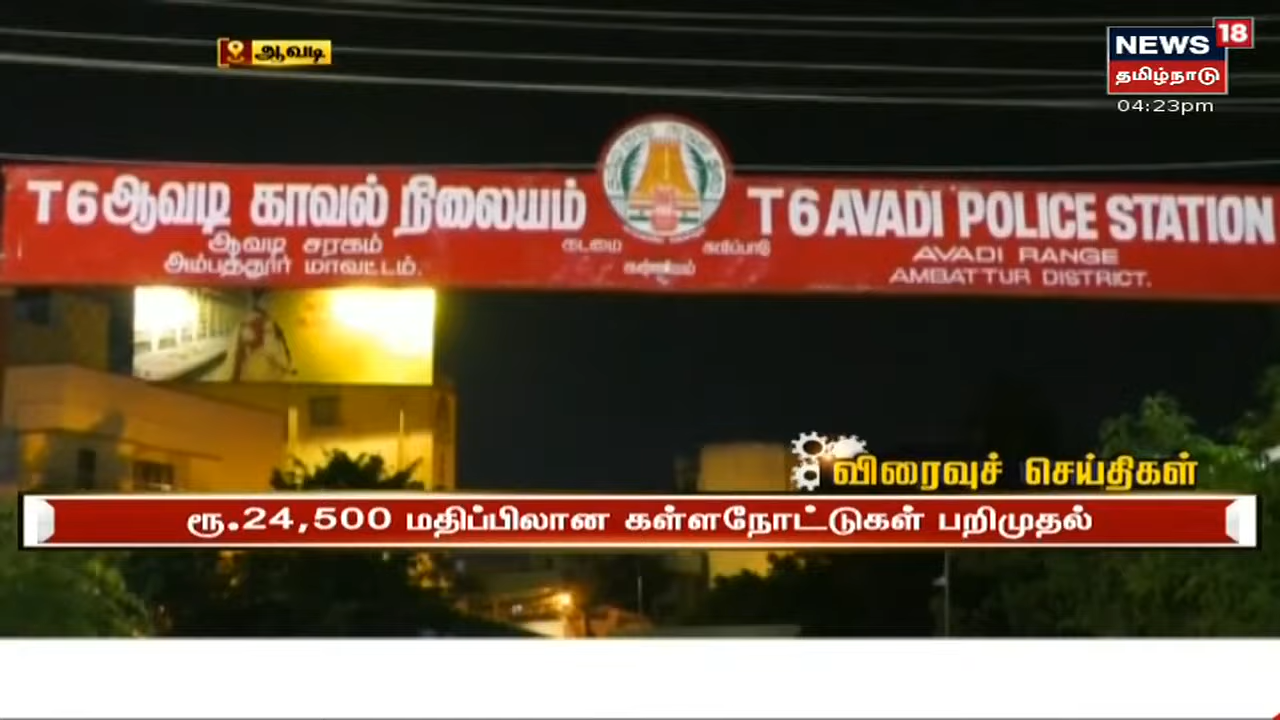 ஆவடி
NEWS 18
தமிழ்நாடு
04:23pm
T6 ஆவடி காவல் நிலையம்
ஆவடி சரகம்
அம்பத்தூர் மாவட்டம்.
கடமை
T6 AVADI POLICE STATION
AVADI RANGE
AMBATTUR DISTRICT.
விரைவுச் செய்திகள்
ரூ.24,500 மதிப்பிலான கள்ளநோட்டுகள் பறிமுதல்